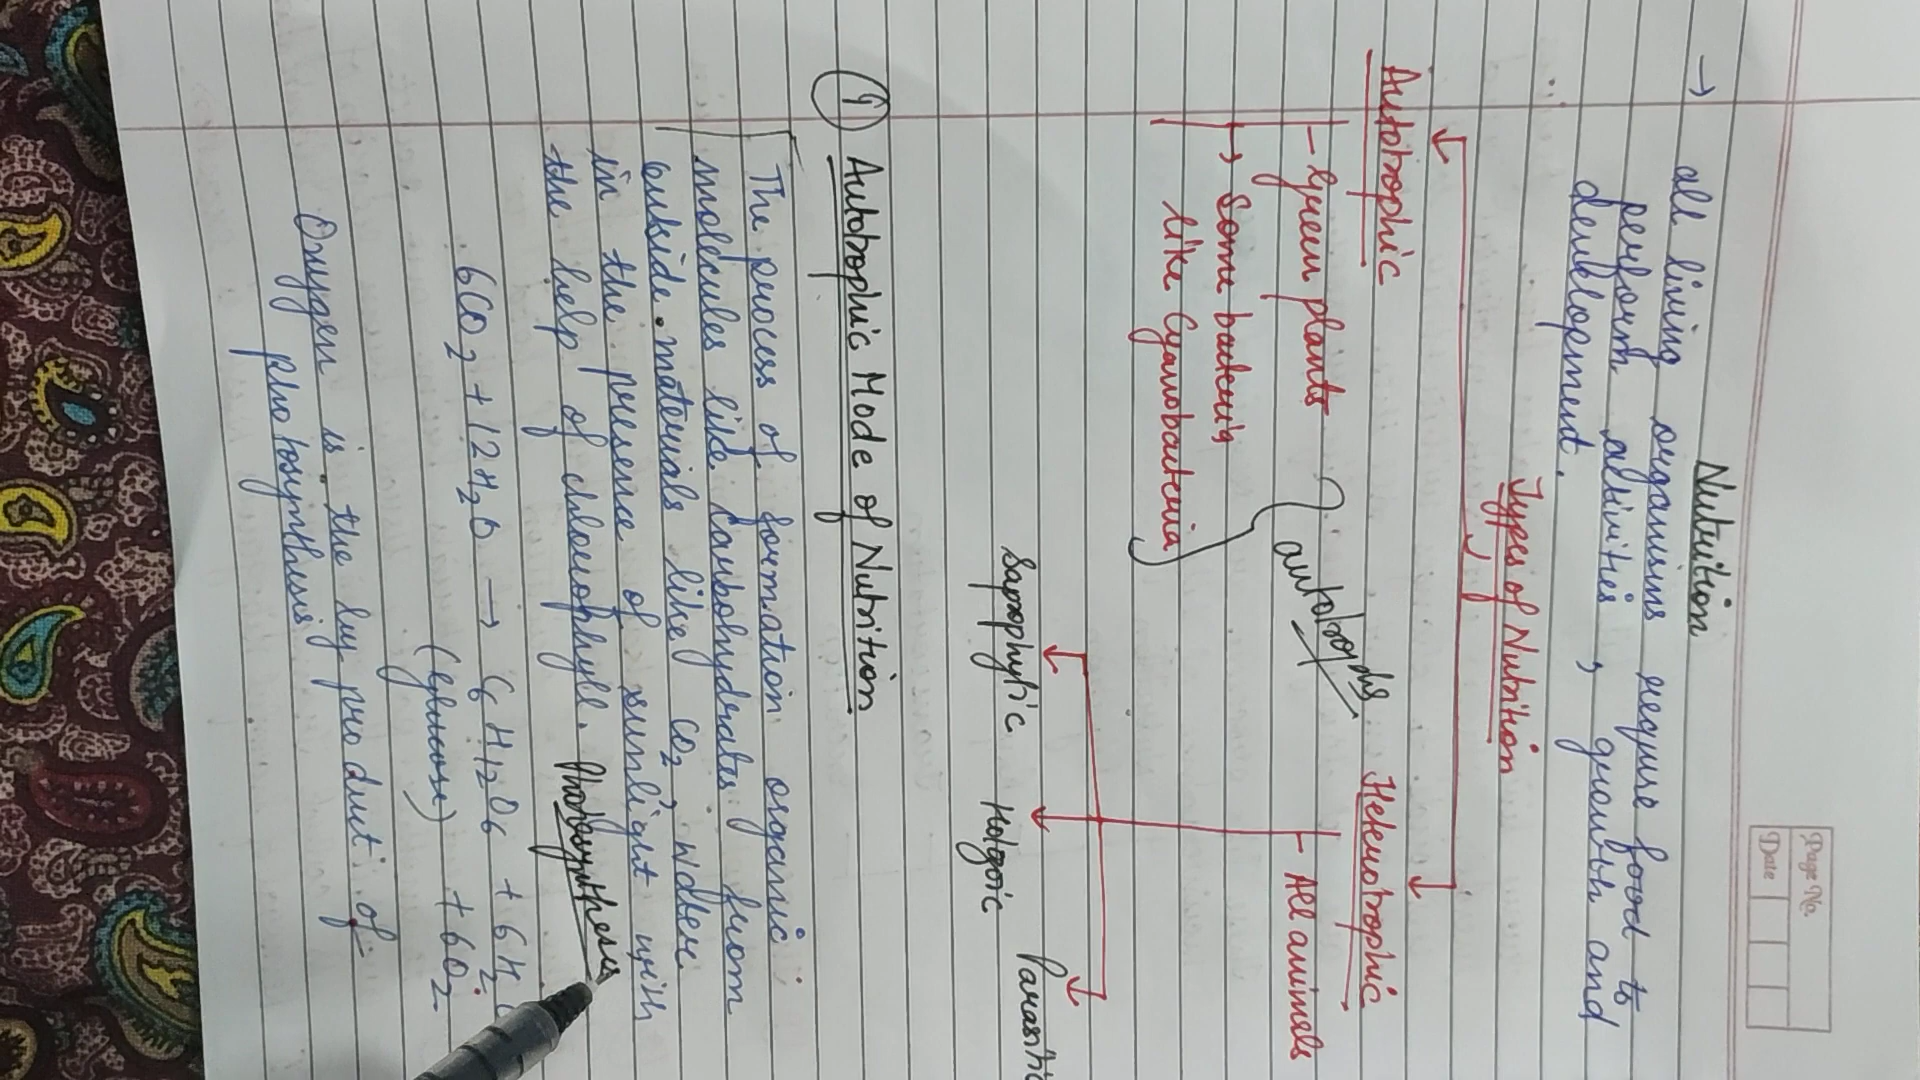 Page No.
Date
Nutrition
→ all living organisms require food to
perform activities, growth and
development.
Types of Nutrition
Autotrophic
Heterotrophic
- Green plants
autotrophs
- All animals
→ Some bacteria
like Cyanobacteria
Saprophytic
Holozoic
Parasitic
① Autotrophic Mode of Nutrition
The process of formation organic
molecules like Carbohydrates from
outside materials like CO2, water
in the presence of sunlight with
the help of chlorophyll. Photosynthesis
6CO2 + 12H2O → C6H12O6 + 6H2O
(glucose) + 6O2
Oxygen is the by product of
photosynthesis